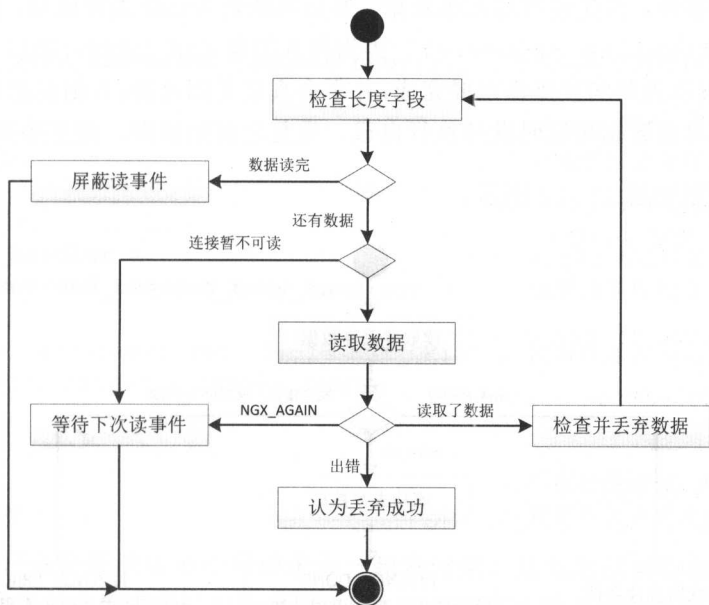 检查长度字段
数据读完
屏蔽读事件
还有数据
连接暂不可读
读取数据
NGX_AGAIN
读取了数据
等待下次读事件
检查并丢弃数据
出错
认为丢弃成功